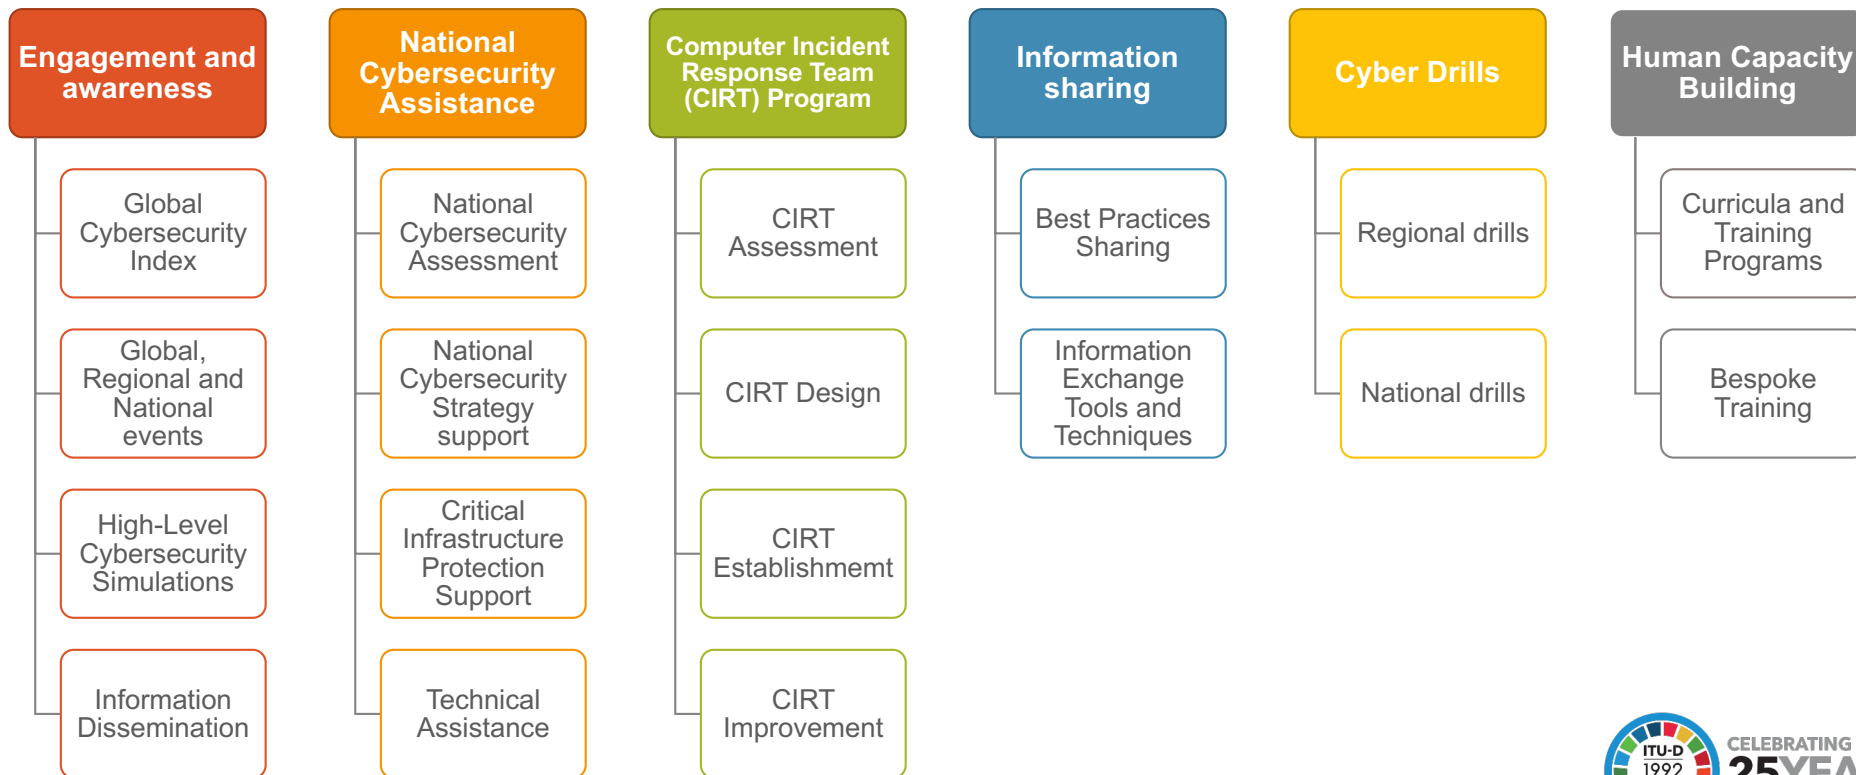 Engagement and
awareness
Global
Cybersecurity
Index
Global,
Regional and
National
events
High-Level
Cybersecurity
Simulations
Information
Dissemination
National
Cybersecurity
Assistance
National
Cybersecurity
Assessment
National
Cybersecurity
Strategy
support
Critical
Infrastructure
Protection
Support
Technical
Assistance
Computer Incident
Response Team
(CIRT) Program
CIRT
Assessment
CIRT Design
CIRT
Establishmemt
CIRT
Improvement
Information
sharing
Best Practices
Sharing
Information
Exchange
Tools and
Techniques
Cyber Drills
Regional drills
National drills
Human Capacity
Building
Curricula and
Training
Programs
Bespoke
Training
ITU-D
1992
CELEBRATING
25